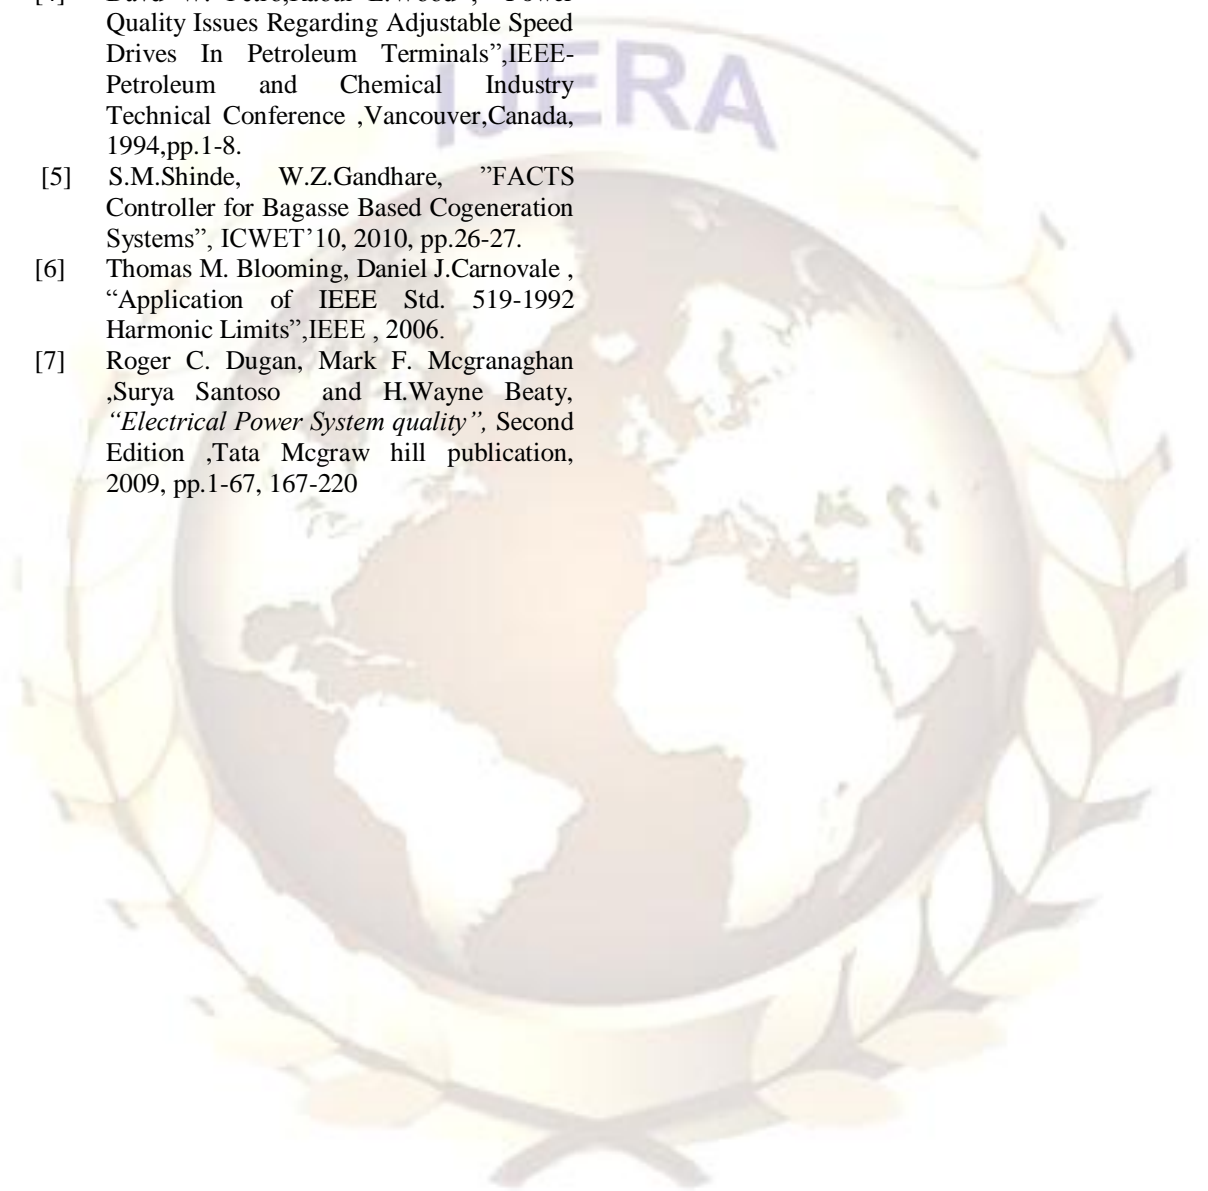 Quality Issues Regarding Adjustable Speed
Drives In Petroleum Terminals”,IEEE-
Petroleum and Chemical Industry
Technical Conference ,Vancouver,Canada,
1994,pp.1-8.
[5] S.M.Shinde, W.Z.Gandhare, ”FACTS
Controller for Bagasse Based Cogeneration
Systems”, ICWET’10, 2010, pp.26-27.
[6] Thomas M. Blooming, Daniel J.Carnovale ,
“Application of IEEE Std. 519-1992
Harmonic Limits”,IEEE , 2006.
[7] Roger C. Dugan, Mark F. Mcgranaghan
,Surya Santoso and H.Wayne Beaty,
“Electrical Power System quality”, Second
Edition ,Tata Mcgraw hill publication,
2009, pp.1-67, 167-220
IJERA